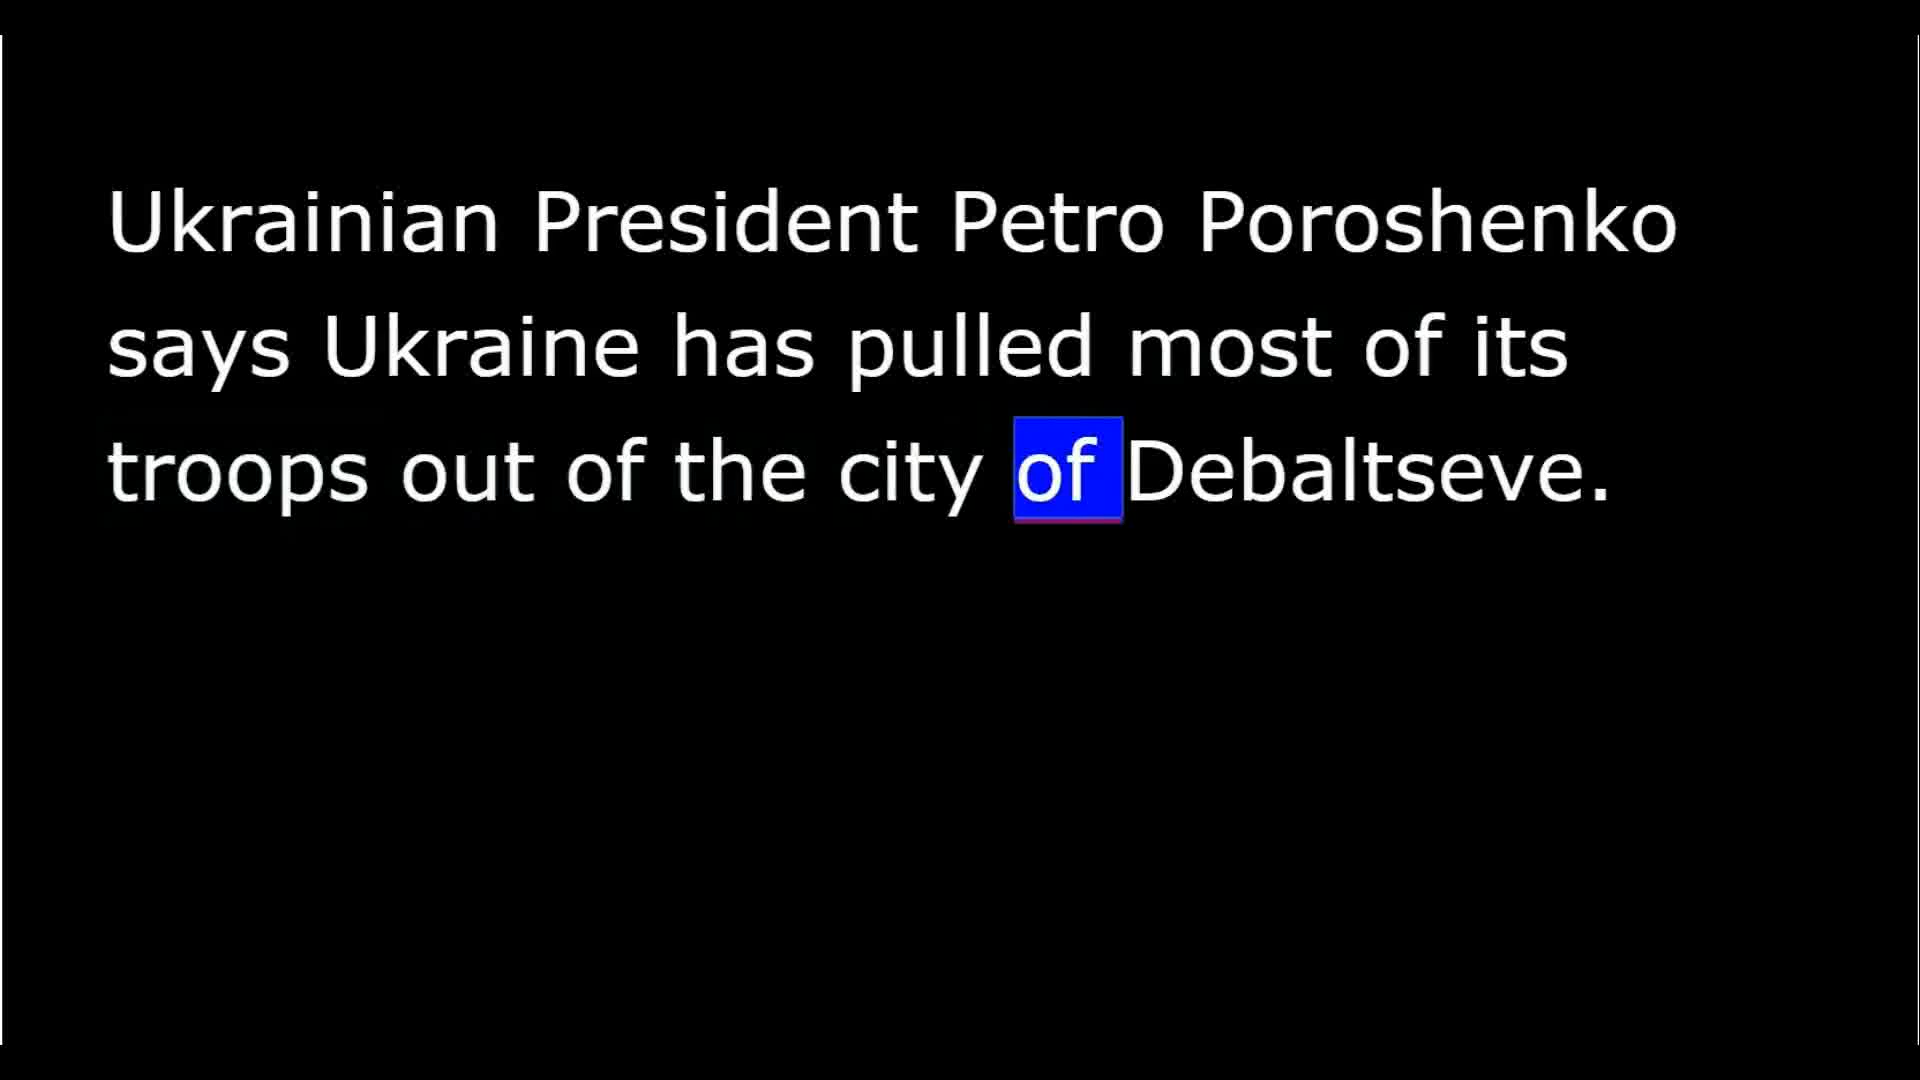 Ukrainian President Petro Poroshenko
says Ukraine has pulled most of its
troops out of the city of Debaltseve.